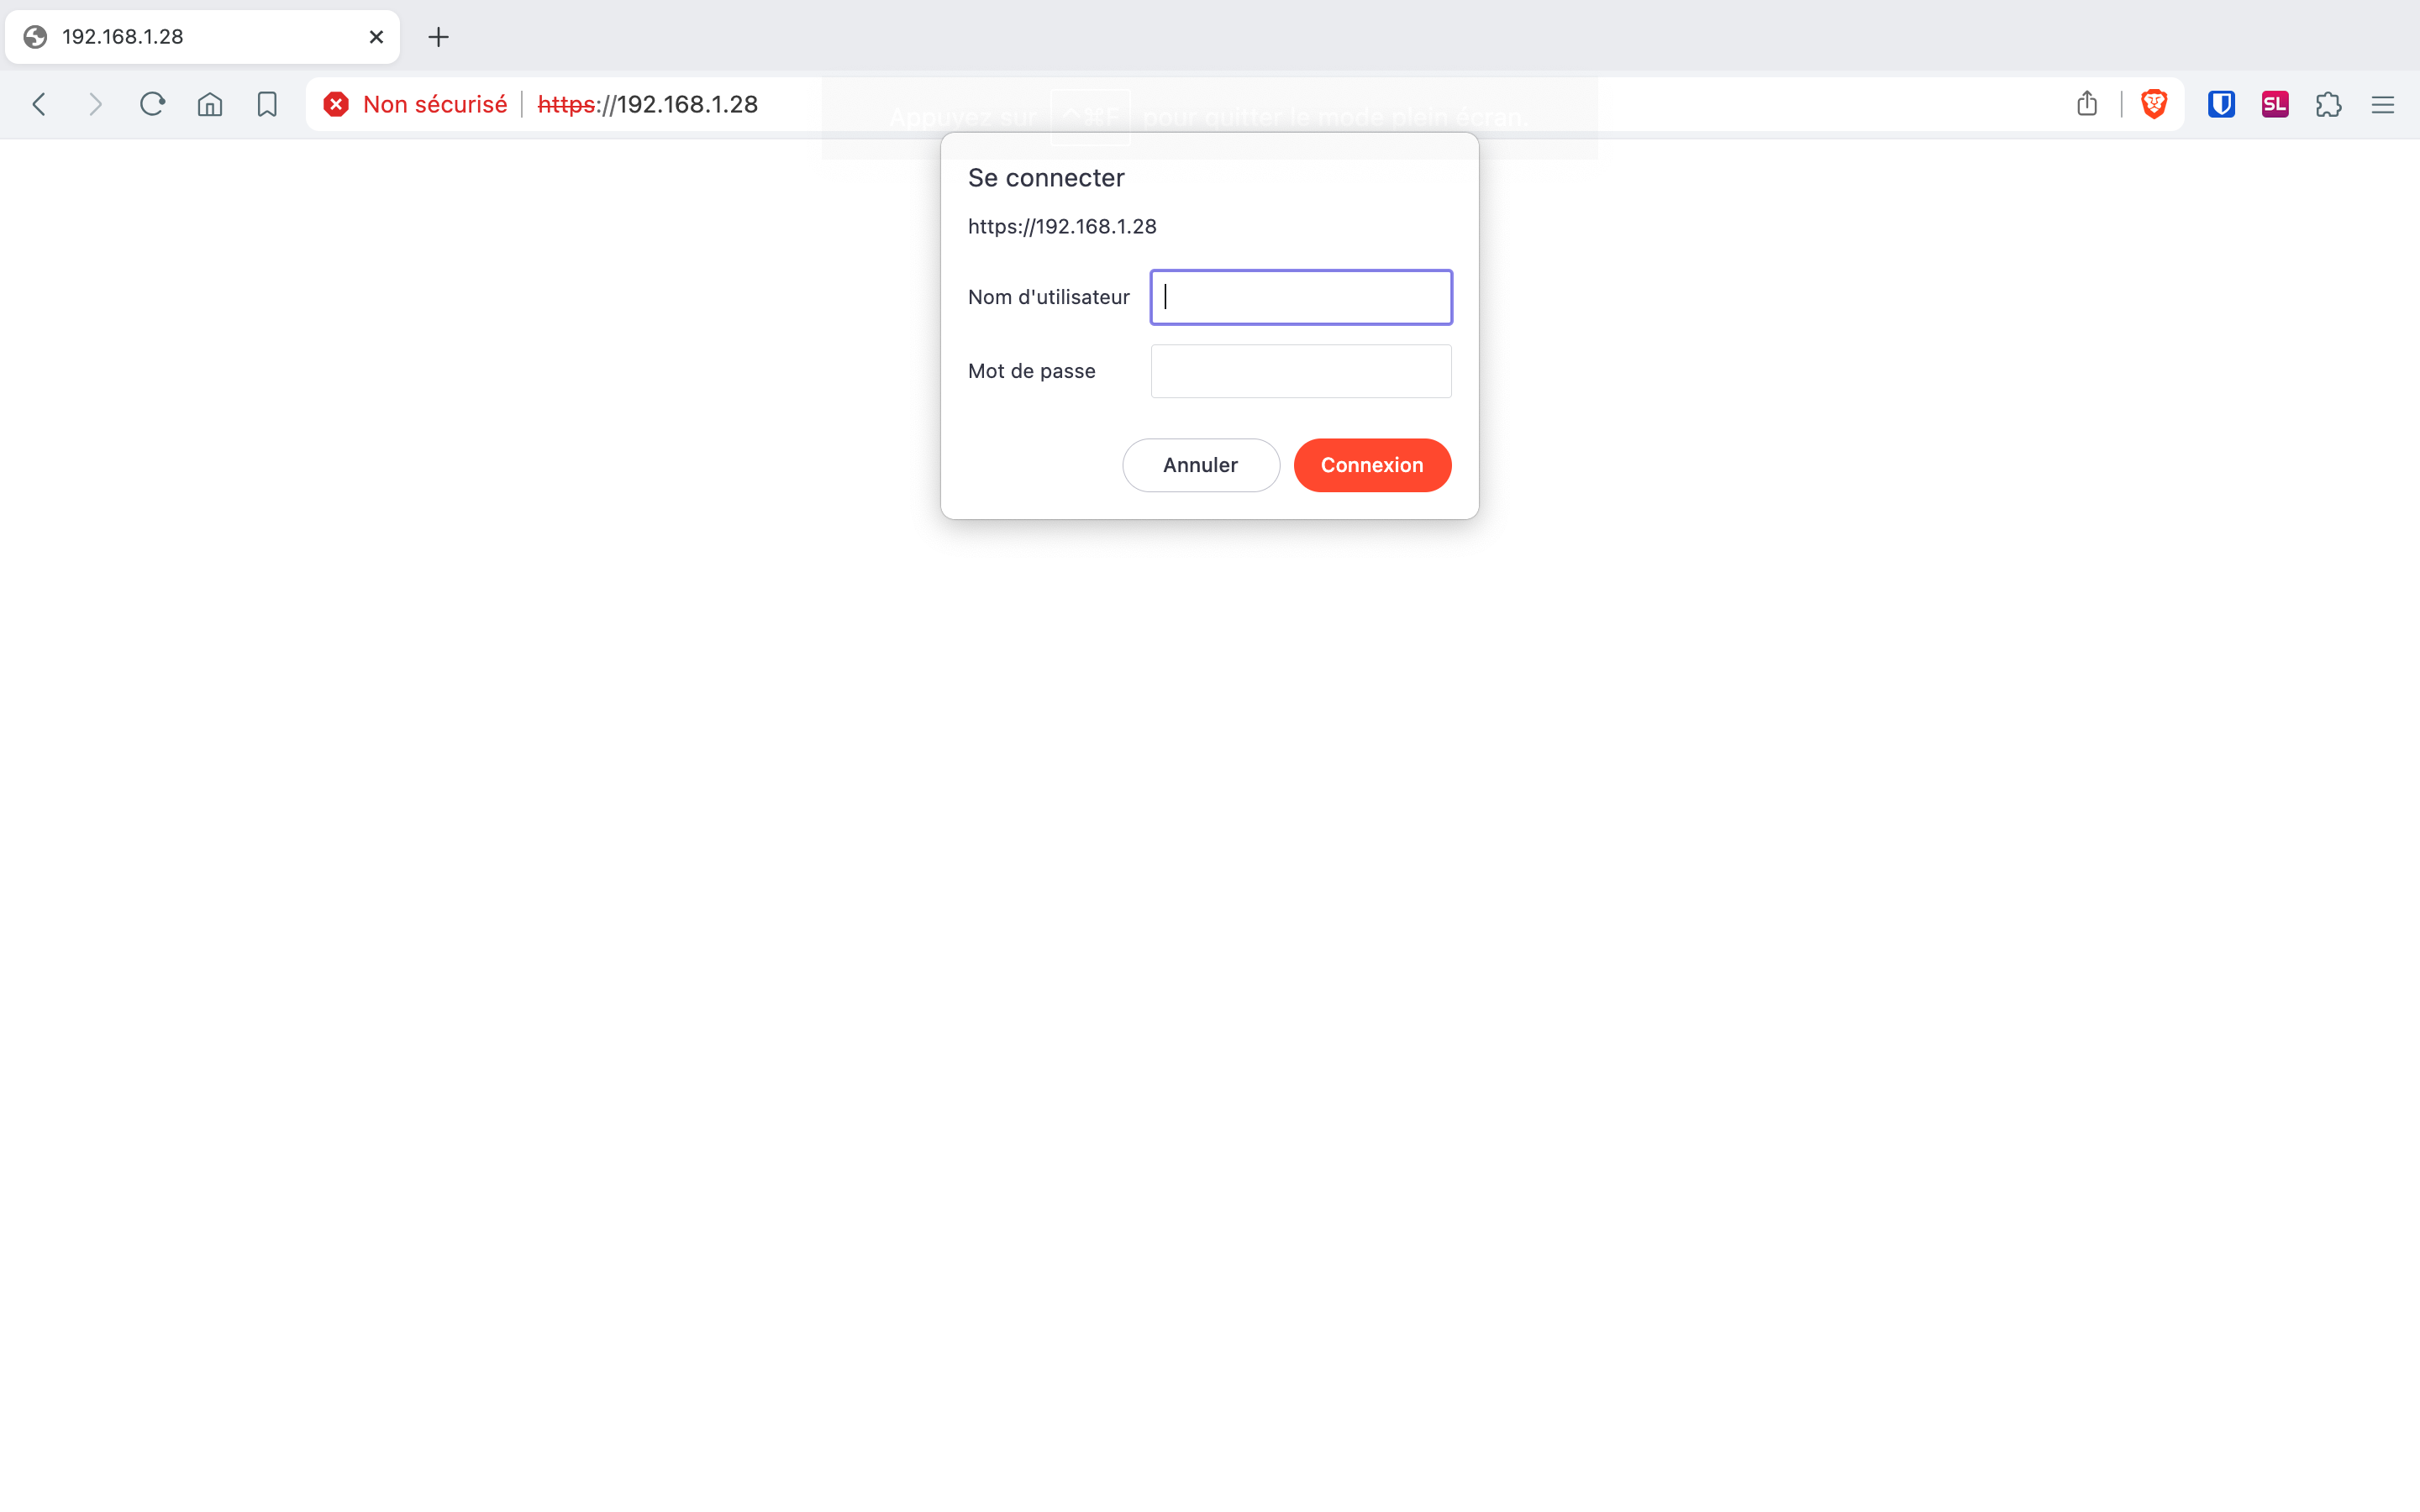 192.168.1.28
Non sécurisé https://192.168.1.28
SL
Appuyez sur ^⌘F pour quitter le mode plein écran.
Se connecter
https://192.168.1.28
Nom d'utilisateur
Mot de passe
Annuler Connexion